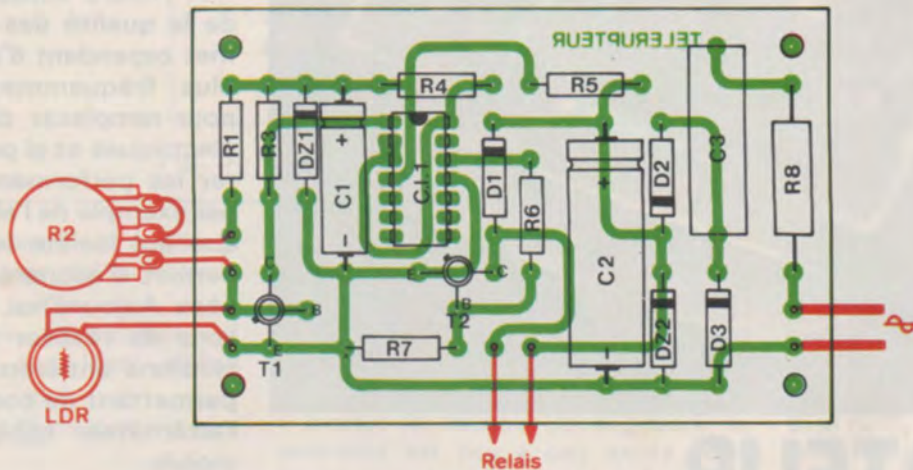 TELERUPTEUR
R4
R5
R1
R3
DZ1
C1
+
C.I.1
D1
R6
+
D2
C3
R8
R2
C
C
−
C2
B
B
T2
E
R7
T1
DZ2
D3
−
LDR
Relais